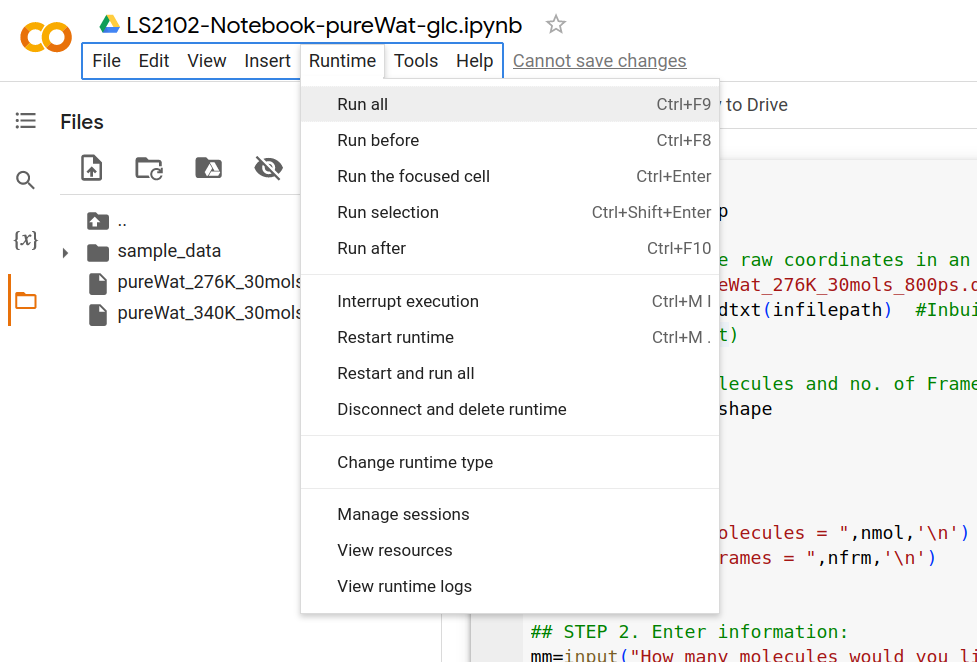 LS2102-Notebook-pureWat-glc.ipynb
File Edit View Insert Runtime Tools Help Cannot save changes
Files
..
sample_data
pureWat_276K_30mols
pureWat_340K_30mols
Run all Ctrl+F9
Run before Ctrl+F8
Run the focused cell Ctrl+Enter
Run selection Ctrl+Shift+Enter
Run after Ctrl+F10
Interrupt execution Ctrl+M I
Restart runtime Ctrl+M .
Restart and run all
Disconnect and delete runtime
Change runtime type
Manage sessions
View resources
View runtime logs
to Drive
p
e raw coordinates in an
eWat_276K_30mols_800ps.
dtxt(infilepath) #Inbui
t)
lecules and no. of Frame
shape
olecules = ",nmol,'\n')
rames = ",nfrm,'\n')
## STEP 2. Enter information:
mm=input("How many molecules would you li
{x}